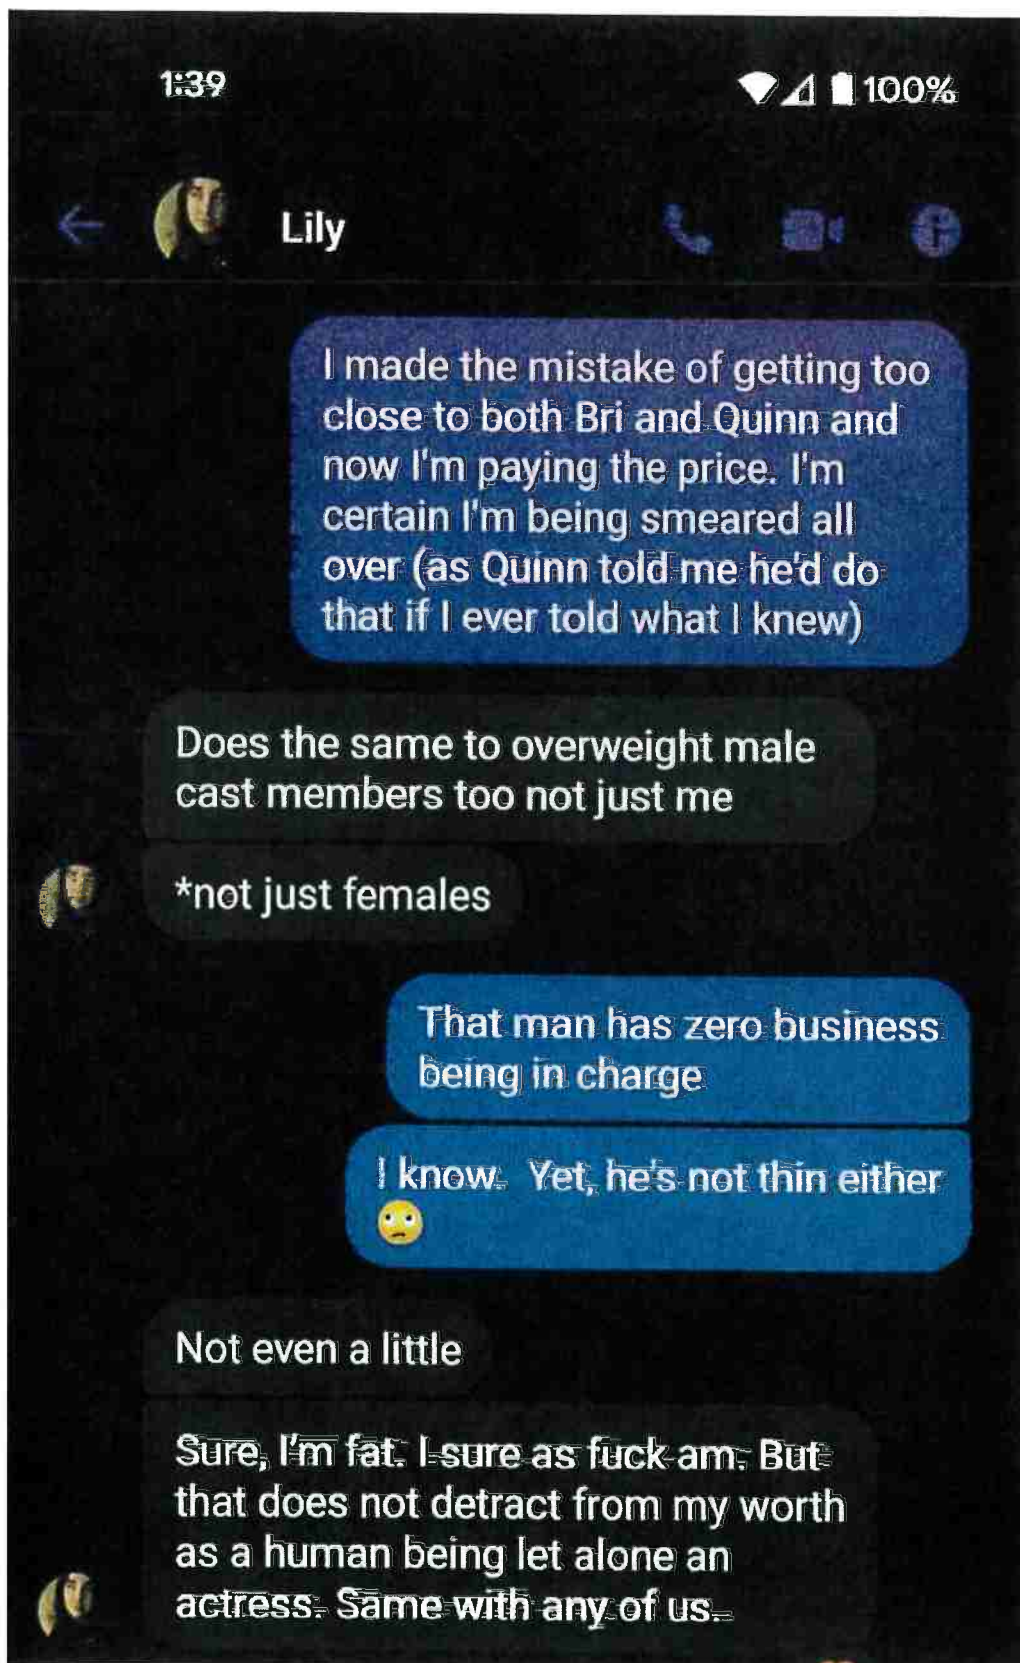 1:39
100%
Lily
I made the mistake of getting too
close to both Bri and Quinn and
now I'm paying the price. I'm
certain I'm being smeared all
over (as Quinn told me he'd do
that if I ever told what I knew)
Does the same to overweight male
cast members too not just me
*not just females
That man has zero business
being in charge
I know. Yet, he's not thin either
🙄
Not even a little
Sure, I'm fat. I sure as fuck am. But
that does not detract from my worth
as a human being let alone an
actress. Same with any of us.